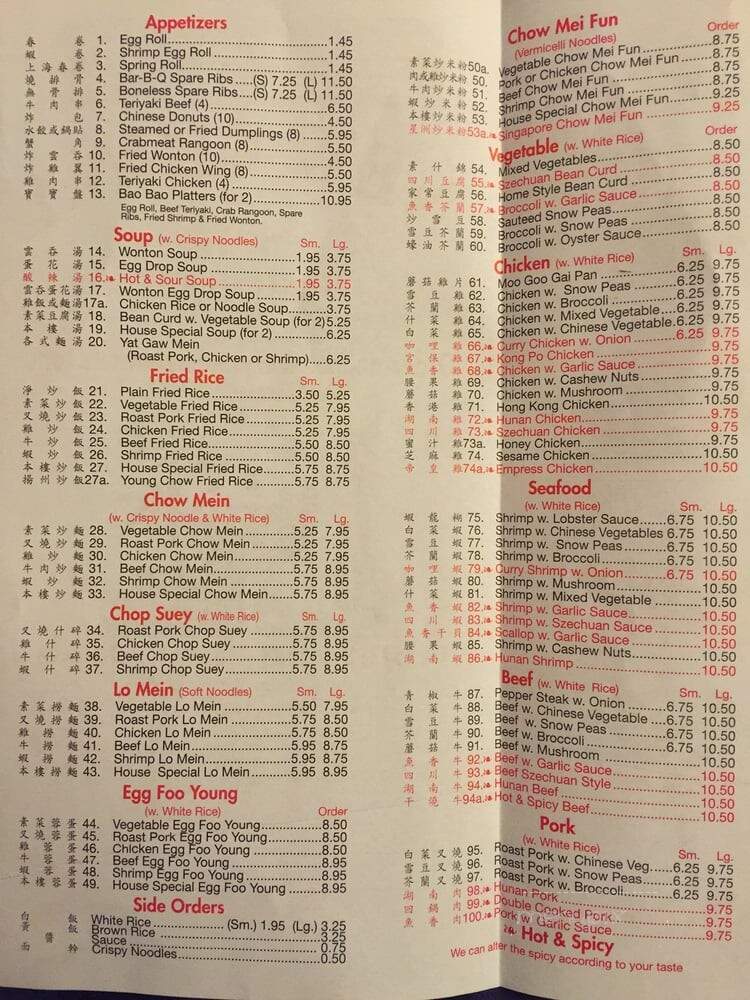 Appetizers
春卷 1. Egg Roll 1.45
蝦卷 2. Shrimp Egg Roll 1.45
上海春卷 3. Spring Roll 1.45
燒排骨 4. Bar-B-Q Spare Ribs (S) 7.25 (L) 11.50
無骨排 5. Boneless Spare Ribs (S) 7.25 (L) 11.50
牛肉串 6. Teriyaki Beef (4) 6.50
炸包 7. Chinese Donuts (10) 4.50
水餃或鍋貼 8. Steamed or Fried Dumplings (8) 5.95
蟹角 9. Crabmeat Rangoon (8) 5.50
炸雲吞 10. Fried Wonton (10) 4.50
炸雞翼 11. Fried Chicken Wing (8) 5.50
雞肉串 12. Teriyaki Chicken (4) 5.95
寶寶盤 13. Bao Bao Platters (for 2) 10.95
Egg Roll, Beef Teriyaki, Crab Rangoon, Spare
Ribs, Fried Shrimp & Fried Wonton.
Soup (w. Crispy Noodles) Sm. Lg.
雲吞湯 14. Wonton Soup 1.95 3.75
蛋花湯 15. Egg Drop Soup 1.95 3.75
酸辣湯 16. Hot & Sour Soup 1.95 3.75
雲吞蛋花湯 17. Wonton Egg Drop Soup 1.95 3.75
雞飯或麵湯 17a. Chicken Rice or Noodle Soup 3.75
素菜豆腐湯 18. Bean Curd w. Vegetable Soup (for 2) 5.25
本樓湯 19. House Special Soup (for 2) 6.25
各式麵湯 20. Yat Gaw Mein
(Roast Pork, Chicken or Shrimp) 6.25
Fried Rice Sm. Lg.
淨炒飯 21. Plain Fried Rice 3.50 5.25
素菜炒飯 22. Vegetable Fried Rice 5.25 7.95
叉燒炒飯 23. Roast Pork Fried Rice 5.25 7.95
雞炒飯 24. Chicken Fried Rice 5.25 7.95
牛炒飯 25. Beef Fried Rice 5.50 8.50
蝦炒飯 26. Shrimp Fried Rice 5.50 8.50
本樓炒飯 27. House Special Fried Rice 5.75 8.75
揚州炒飯 27a. Young Chow Fried Rice 5.75 8.75
Chow Mein
(w. Crispy Noodle & White Rice) Sm. Lg.
素菜炒麵 28. Vegetable Chow Mein 5.25 7.95
叉燒炒麵 29. Roast Pork Chow Mein 5.25 7.95
雞炒麵 30. Chicken Chow Mein 5.25 7.95
牛肉炒麵 31. Beef Chow Mein 5.75 8.95
蝦炒麵 32. Shrimp Chow Mein 5.75 8.95
本樓炒麵 33. House Special Chow Mein 5.75 8.95
Chop Suey (w. White Rice) Sm. Lg.
叉燒什碎 34. Roast Pork Chop Suey 5.75 8.95
雞什碎 35. Chicken Chop Suey 5.75 8.95
牛什碎 36. Beef Chop Suey 5.75 8.95
蝦什碎 37. Shrimp Chop Suey 5.75 8.95
Lo Mein (Soft Noodles) Sm. Lg.
素菜撈麵 38. Vegetable Lo Mein 5.50 7.95
叉燒撈麵 39. Roast Pork Lo Mein 5.75 8.50
雞撈麵 40. Chicken Lo Mein 5.75 8.50
牛撈麵 41. Beef Lo Mein 5.95 8.75
蝦撈麵 42. Shrimp Lo Mein 5.95 8.75
本樓撈麵 43. House Special Lo Mein 5.95 8.95
Egg Foo Young
(w. White Rice) Order
素菜蓉蛋 44. Vegetable Egg Foo Young 8.50
叉燒蓉蛋 45. Roast Pork Egg Foo Young 8.50
雞蓉蛋 46. Chicken Egg Foo Young 8.50
牛蓉蛋 47. Beef Egg Foo Young 8.95
蝦蓉蛋 48. Shrimp Egg Foo Young 8.95
本樓蓉蛋 49. House Special Egg Foo Young 8.95
Side Orders
白飯 White Rice (Sm.) 1.95 (Lg.) 3.25
黃飯 Brown Rice 3.25
醬 Sauce 0.75
面幹 Crispy Noodles 0.50
Chow Mei Fun
(Vermicelli Noodles) Order
素菜炒米粉 50a. Vegetable Chow Mei Fun 8.75
肉或雞炒米粉 50. Pork or Chicken Chow Mei Fun 8.75
牛肉炒粉 51. Beef Chow Mei Fun 8.75
蝦炒米粉 52. Shrimp Chow Mei Fun 8.75
本樓炒米粉 53. House Special Chow Mei Fun 9.25
星洲炒米粉 53a. Singapore Chow Mei Fun 9.25
Vegetable (w. White Rice) Order
素什錦 54. Mixed Vegetables 8.50
四川豆腐 55. Szechuan Bean Curd 8.50
家常豆腐 56. Home Style Bean Curd 8.50
魚香芥蘭 57. Broccoli w. Garlic Sauce 8.50
炒雪豆 58. Sauteed Snow Peas 8.50
雪豆芥蘭 59. Broccoli w. Snow Peas 8.50
蠔油芥蘭 60. Broccoli w. Oyster Sauce 8.50
Chicken (w. White Rice) Sm. Lg.
蘑菇雞片 61. Moo Goo Gai Pan 6.25 9.75
雪豆雞 62. Chicken w. Snow Peas 6.25 9.75
芥蘭雞 63. Chicken w. Broccoli 6.25 9.75
什菜雞 64. Chicken w. Mixed Vegetable 6.25 9.75
白菜雞 65. Chicken w. Chinese Vegetable 6.25 9.75
咖哩雞 66. Curry Chicken w. Onion 6.25 9.75
宮保雞 67. Kong Po Chicken 9.75
魚香雞 68. Chicken w. Garlic Sauce 9.75
腰果雞 69. Chicken w. Cashew Nuts 9.75
蘑菇雞 70. Chicken w. Mushroom 9.75
香港雞 71. Hong Kong Chicken 10.50
湖南雞 72. Hunan Chicken 9.75
四川雞 73. Szechuan Chicken 9.75
蜜汁雞 73a. Honey Chicken 9.75
芝麻雞 74. Sesame Chicken 10.50
帝皇雞 74a. Empress Chicken 10.50
Seafood
(w. White Rice) Sm. Lg.
蝦龍糊 75. Shrimp w. Lobster Sauce 6.75 10.50
白菜蝦 76. Shrimp w. Chinese Vegetables 6.75 10.50
雪豆蝦 77. Shrimp w. Snow Peas 6.75 10.50
芥蘭蝦 78. Shrimp w. Broccoli 6.75 10.50
咖哩蝦 79. Curry Shrimp w. Onion 6.75 10.50
蘑菇蝦 80. Shrimp w. Mushroom 10.50
什菜蝦 81. Shrimp w. Mixed Vegetable 10.50
魚香蝦 82. Shrimp w. Garlic Sauce 10.50
四川蝦 83. Shrimp w. Szechuan Sauce 10.50
魚香干貝 84. Scallop w. Garlic Sauce 10.50
腰果蝦 85. Shrimp w. Cashew Nuts 10.50
湖南蝦 86. Hunan Shrimp 10.50
Beef (w. White Rice) Sm. Lg.
青椒牛 87. Pepper Steak w. Onion 6.75 10.50
白菜牛 88. Beef w. Chinese Vegetable 6.75 10.50
雪豆牛 89. Beef w. Snow Peas 6.75 10.50
芥蘭牛 90. Beef w. Broccoli 6.75 10.50
蘑菇牛 91. Beef w. Mushroom 10.50
魚香牛 92. Beef w. Garlic Sauce 10.50
四川牛 93. Beef Szechuan Style 10.50
湖南牛 94. Hunan Beef 10.50
干燒牛 94a. Hot & Spicy Beef 10.50
Pork
(w. White Rice) Sm. Lg.
白菜叉燒 95. Roast Pork w. Chinese Veg. 6.25 9.75
雪豆叉燒 96. Roast Pork w. Snow Peas 6.25 9.75
芥蘭叉燒 97. Roast Pork w. Broccoli 6.25 9.75
湖南肉 98. Hunan Pork 9.75
回鍋肉 99. Double Cooked Pork 9.75
魚香肉 100. Pork w. Garlic Sauce 9.75
Hot & Spicy
We can alter the spicy according to your taste